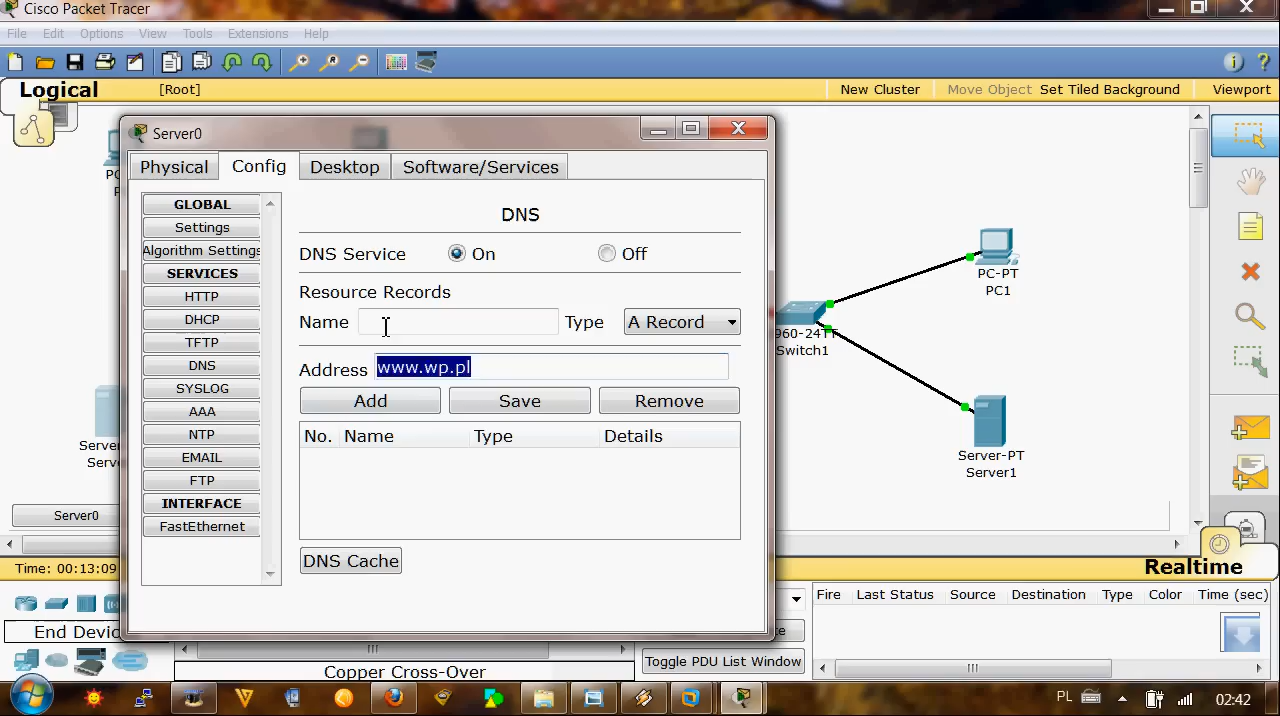 Cisco Packet Tracer
File Edit Options View Tools Extensions Help
Logical [Root] New Cluster Move Object Set Tiled Background Viewport
Server0
Physical Config Desktop Software/Services
GLOBAL
Settings
Algorithm Settings
SERVICES
HTTP
DHCP
TFTP
DNS
SYSLOG
AAA
NTP
EMAIL
FTP
INTERFACE
FastEthernet
DNS
DNS Service On Off
Resource Records
Name Type A Record
Address www.wp.pl
Add Save Remove
No. Name Type Details
DNS Cache
PC-PT
PC1
960-24TT
Switch1
Server-PT
Server1
Server0
Time: 00:13:09
Realtime
Fire Last Status Source Destination Type Color Time (sec)
Toggle PDU List Window
Copper Cross-Over
PL 02:42